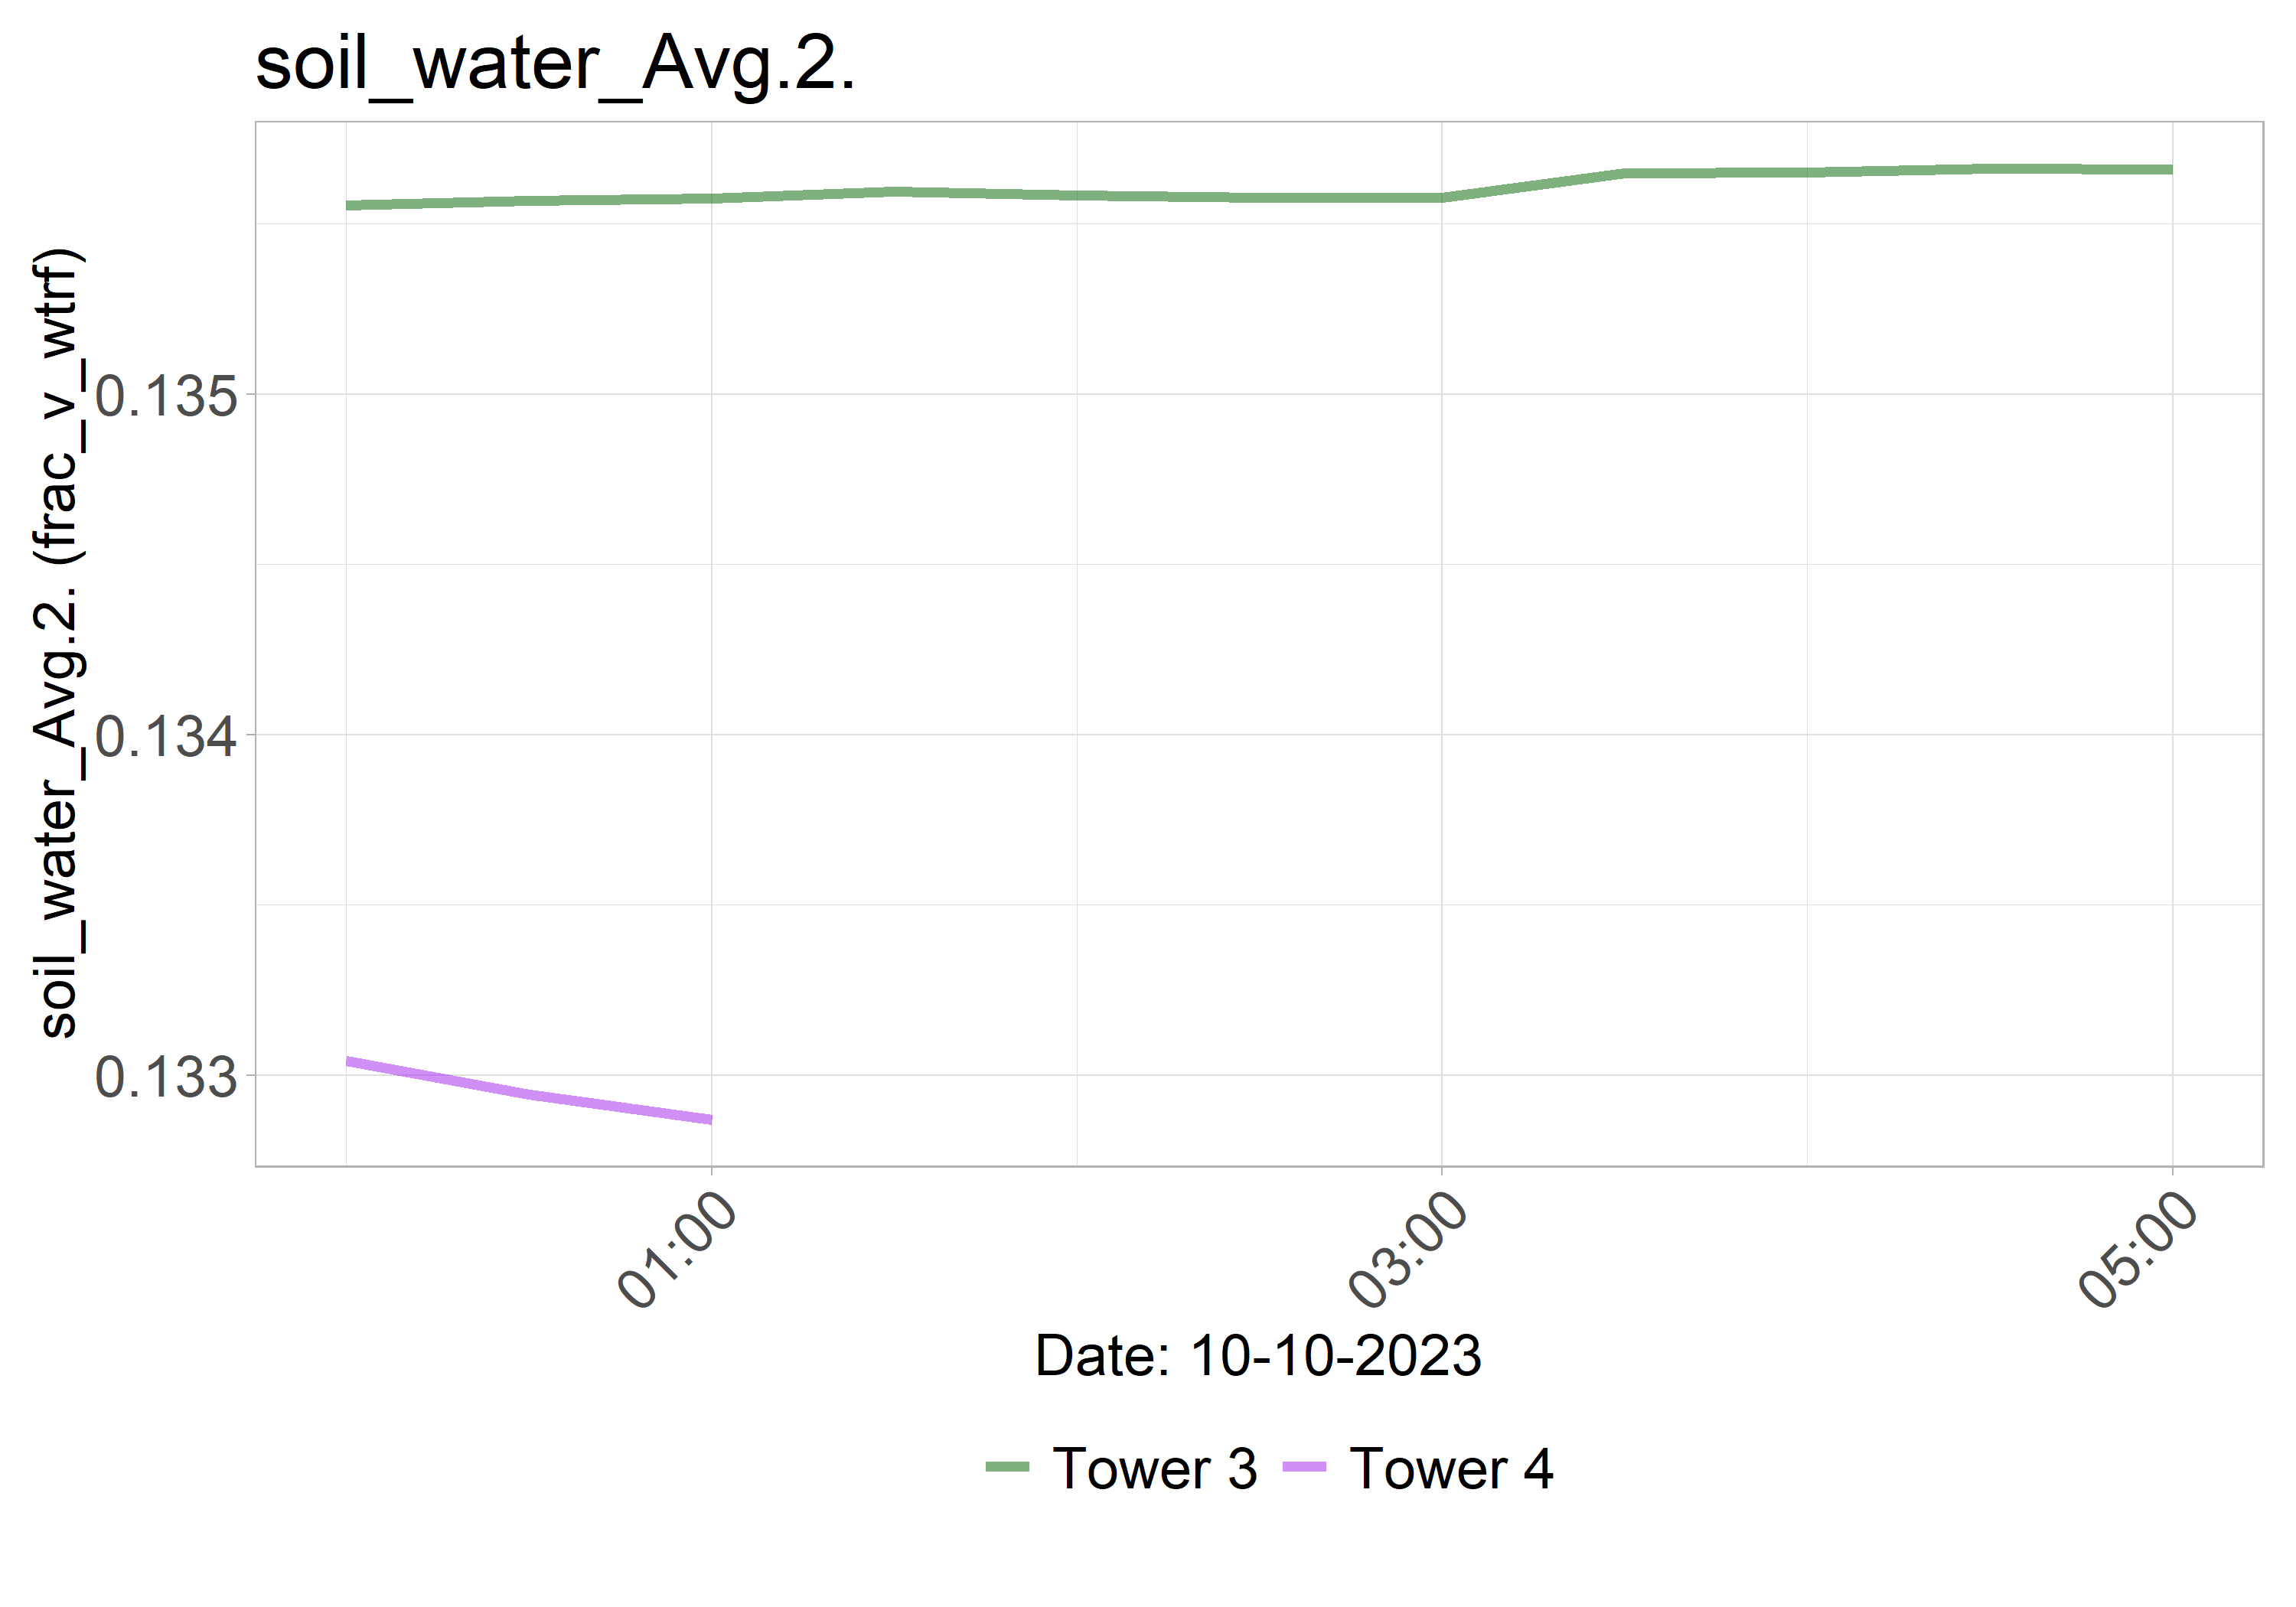 soil_water_Avg.2.
soil_water_Avg.2. (frac_v_wtrf)
0.135
0.134
0.133
01:00
03:00
05:00
Date: 10-10-2023
Tower 3
Tower 4